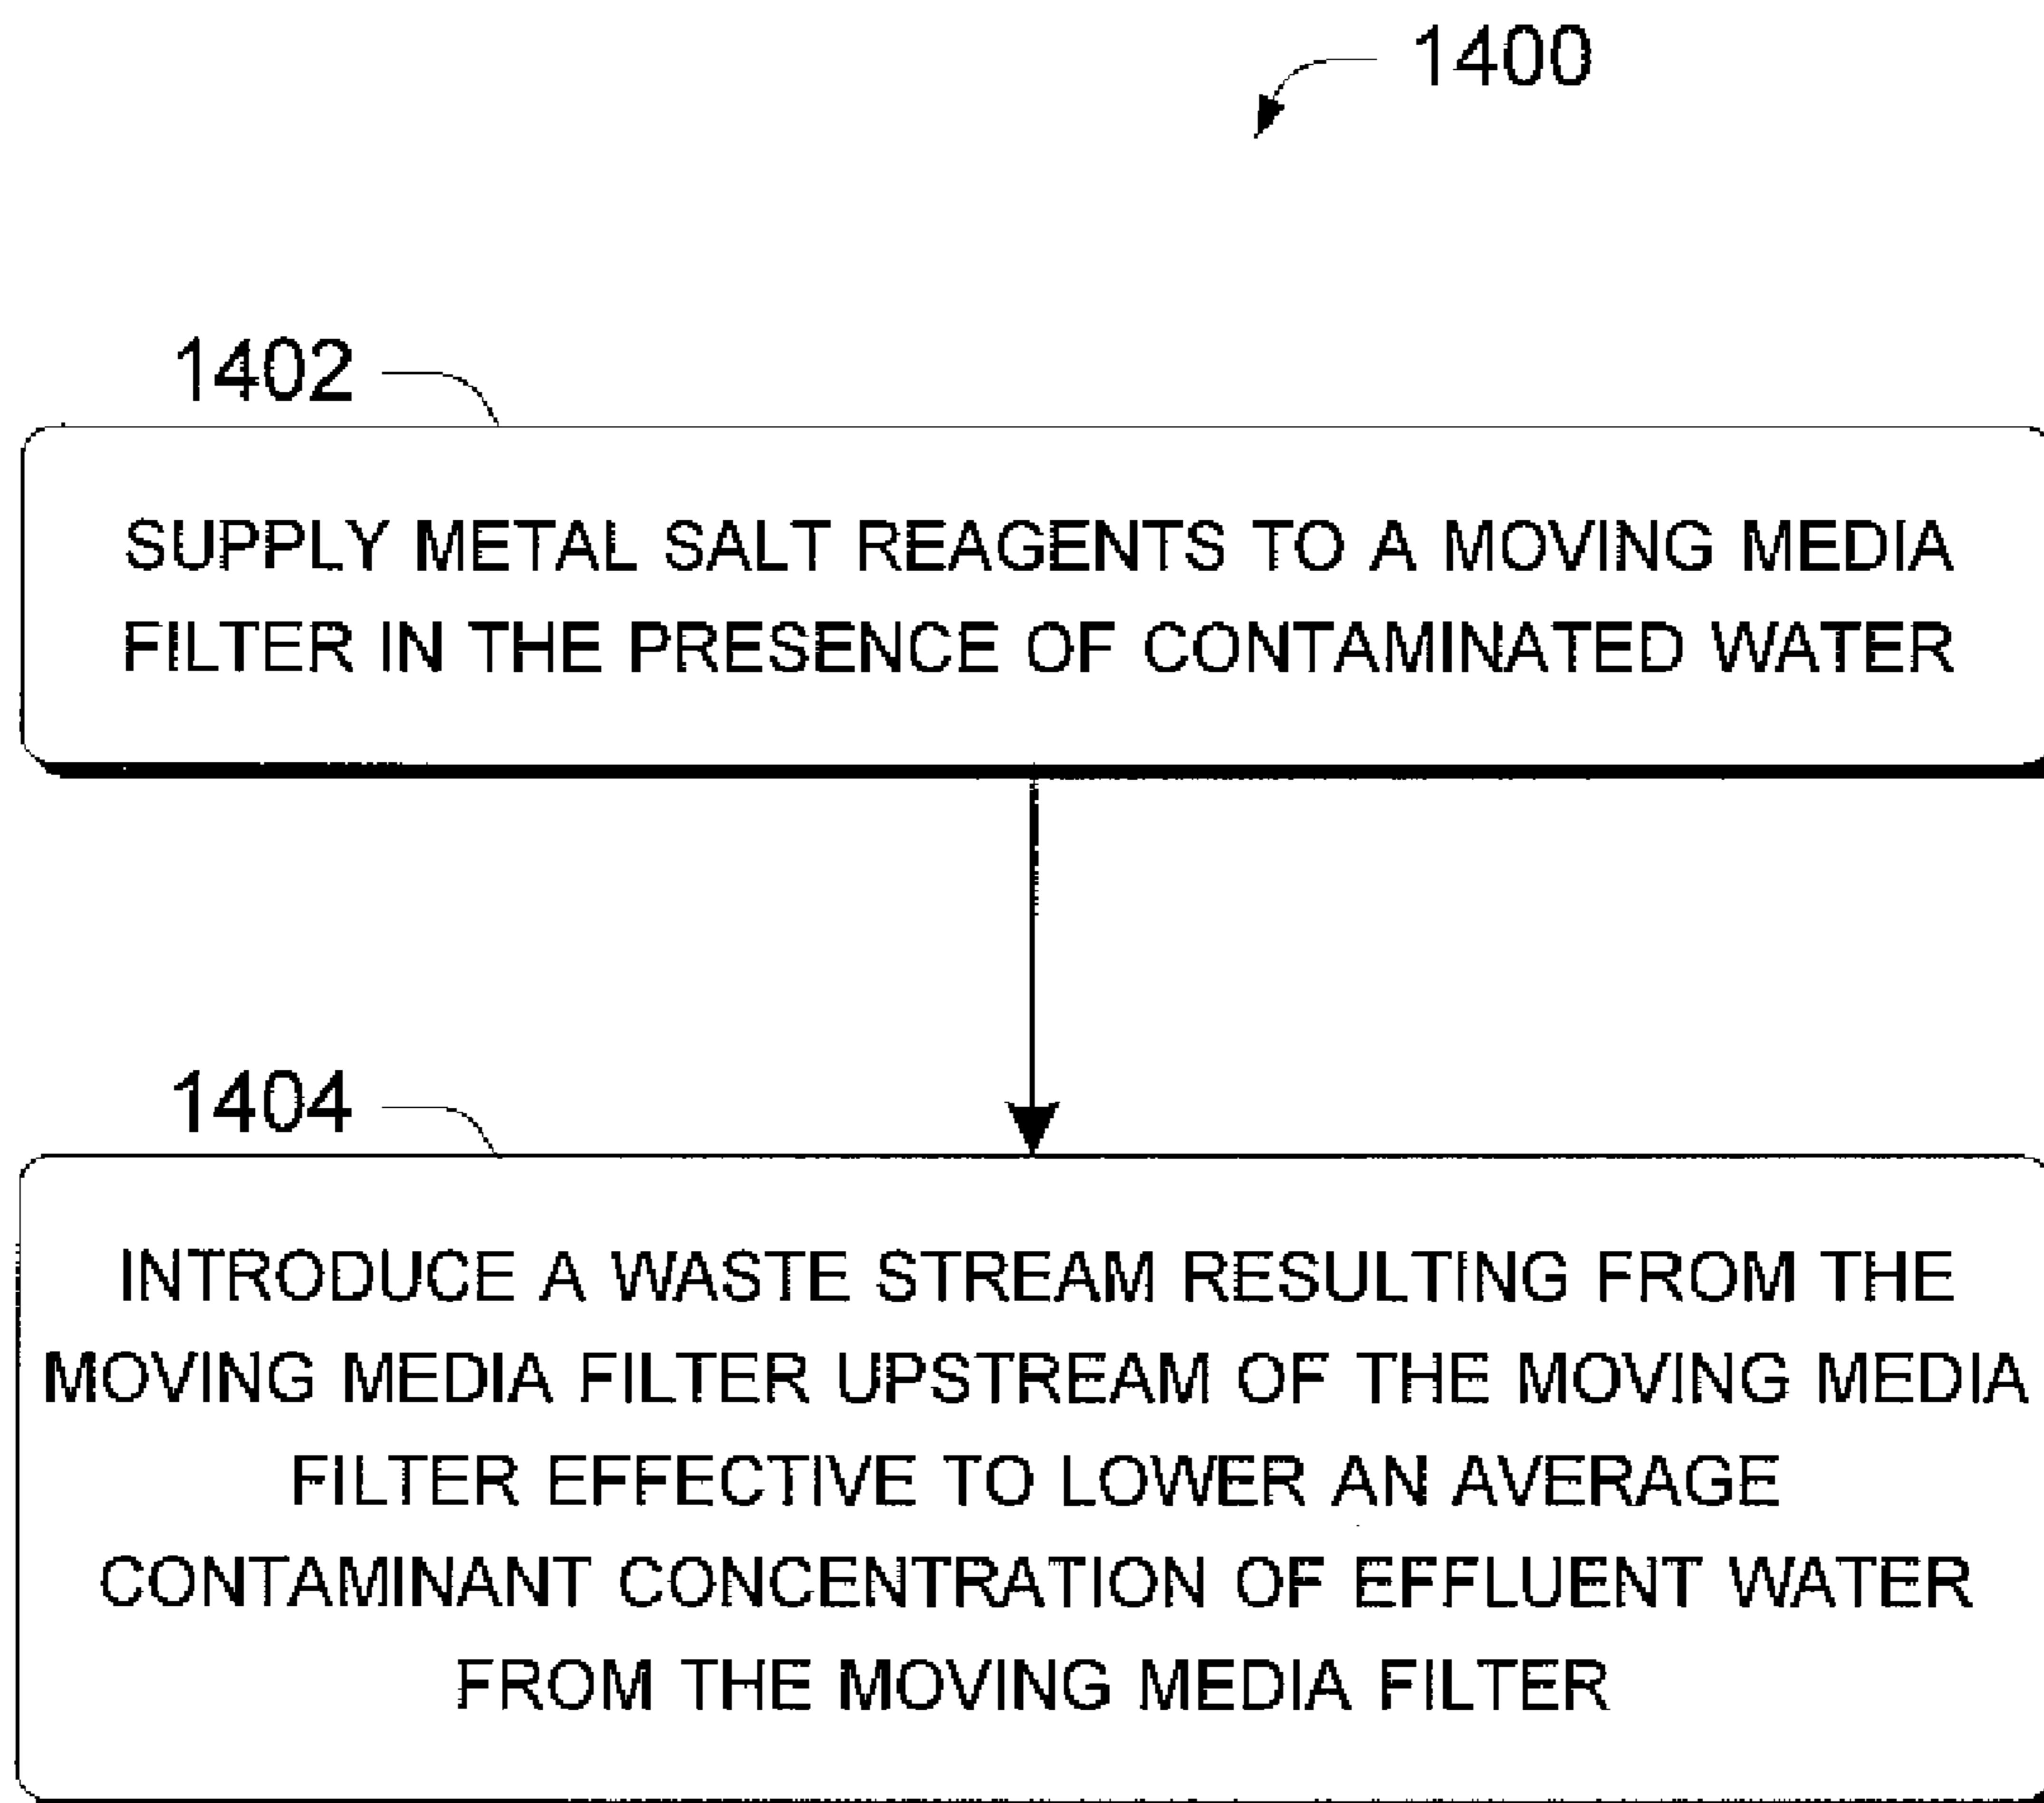 1400
1402
SUPPLY METAL SALT REAGENTS TO A MOVING MEDIA
FILTER IN THE PRESENCE OF CONTAMINATED WATER
1404
INTRODUCE A WASTE STREAM RESULTING FROM THE
MOVING MEDIA FILTER UPSTREAM OF THE MOVING MEDIA
FILTER EFFECTIVE TO LOWER AN AVERAGE
CONTAMINANT CONCENTRATION OF EFFLUENT WATER
FROM THE MOVING MEDIA FILTER